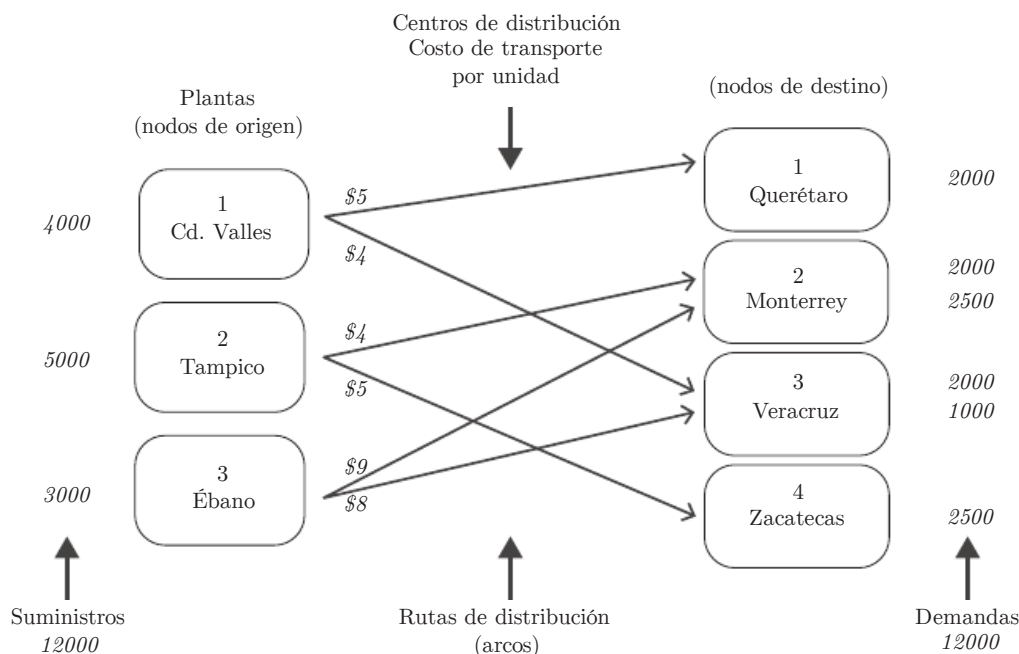 Centros de distribución
Costo de transporte
por unidad
Plantas
(nodos de origen)
(nodos de destino)
1
Cd. Valles
4000
$5
$4
1
Querétaro
2000
2
Monterrey
2000
2500
2
Tampico
5000
$4
$5
3
Veracruz
2000
1000
3
Ébano
3000
$9
$8
4
Zacatecas
2500
Suministros
12000
Rutas de distribución
(arcos)
Demandas
12000